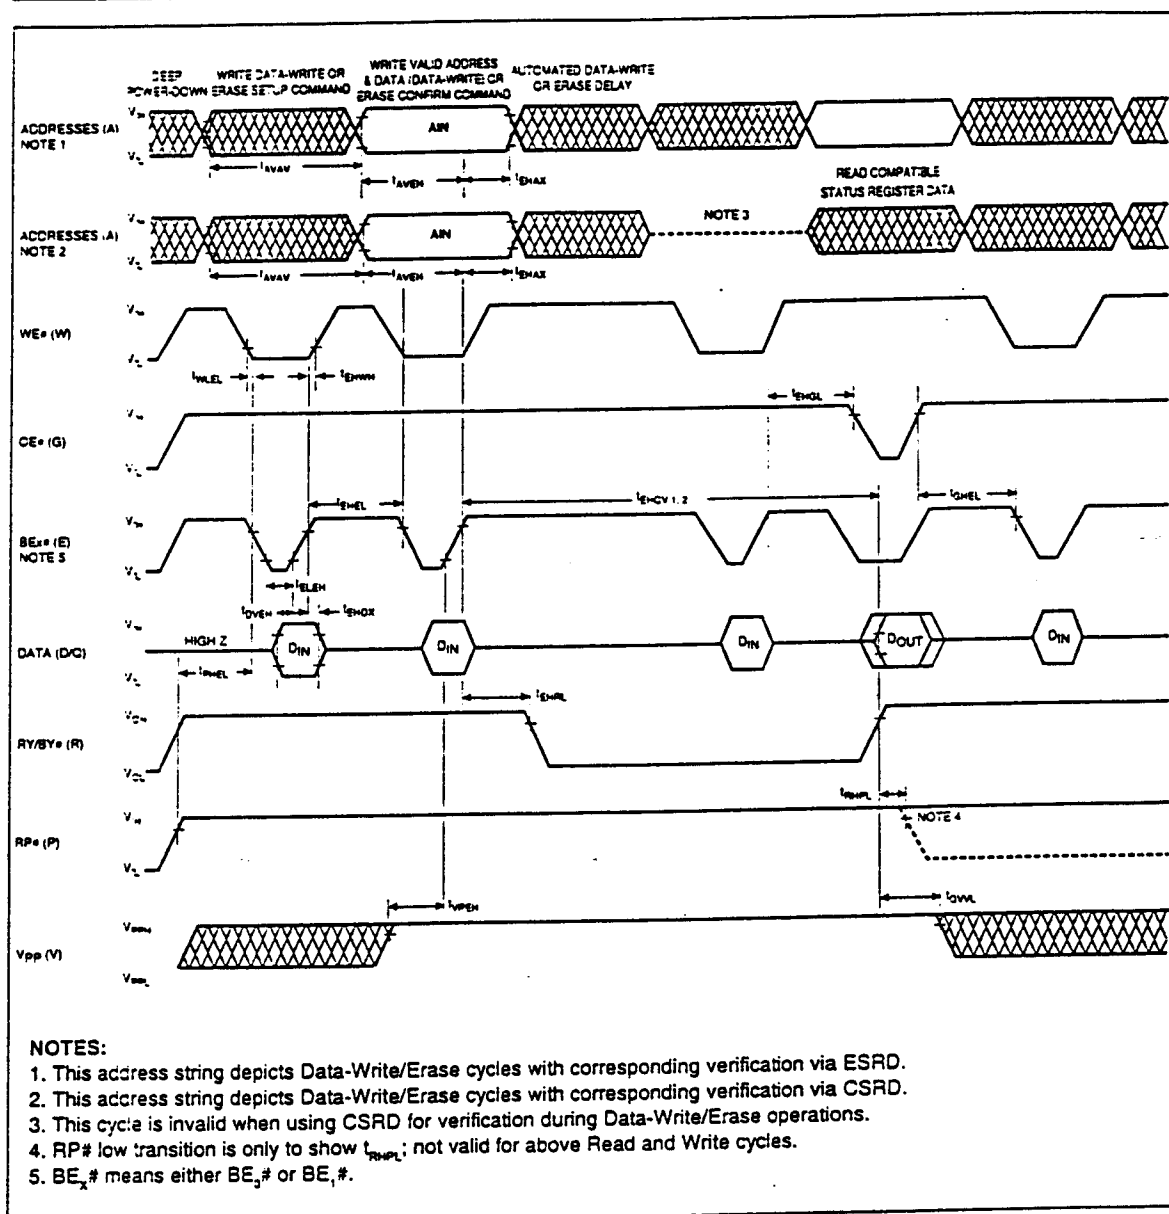 DEEP
POWER-DOWN
WRITE DATA-WRITE OR
ERASE SETUP COMMAND
WRITE VALID ADDRESS
& DATA (DATA-WRITE) OR
ERASE CONFIRM COMMAND
AUTOMATED DATA-WRITE
OR ERASE DELAY
ADDRESSES (A)
NOTE 1
AIN
tAVAV
tAVEH
tEHAX
READ COMPATIBLE
STATUS REGISTER DATA
ADDRESSES (A)
NOTE 2
AIN
NOTE 3
tAVAV
tAVEH
tEHAX
WE# (W)
tWLEL
tEHWH
tEHGL
OE# (G)
tEHEL
tEHQV 1, 2
tGHEL
BEx# (E)
NOTE 5
tELEH
tDVEH
tEHDX
HIGH Z
DATA (D/Q)
DIN
DIN
DIN
DOUT
DIN
tPHEL
tEHRL
VOH
RY/BY# (R)
VOL
tRHPL
NOTE 4
RP# (P)
tVPEH
tQVVL
VPPH
Vpp (V)
VPPL
NOTES:
1. This address string depicts Data-Write/Erase cycles with corresponding verification via ESRD.
2. This address string depicts Data-Write/Erase cycles with corresponding verification via CSRD.
3. This cycle is invalid when using CSRD for verification during Data-Write/Erase operations.
4. RP# low transition is only to show tRHPL; not valid for above Read and Write cycles.
5. BEx# means either BE0# or BE1#.